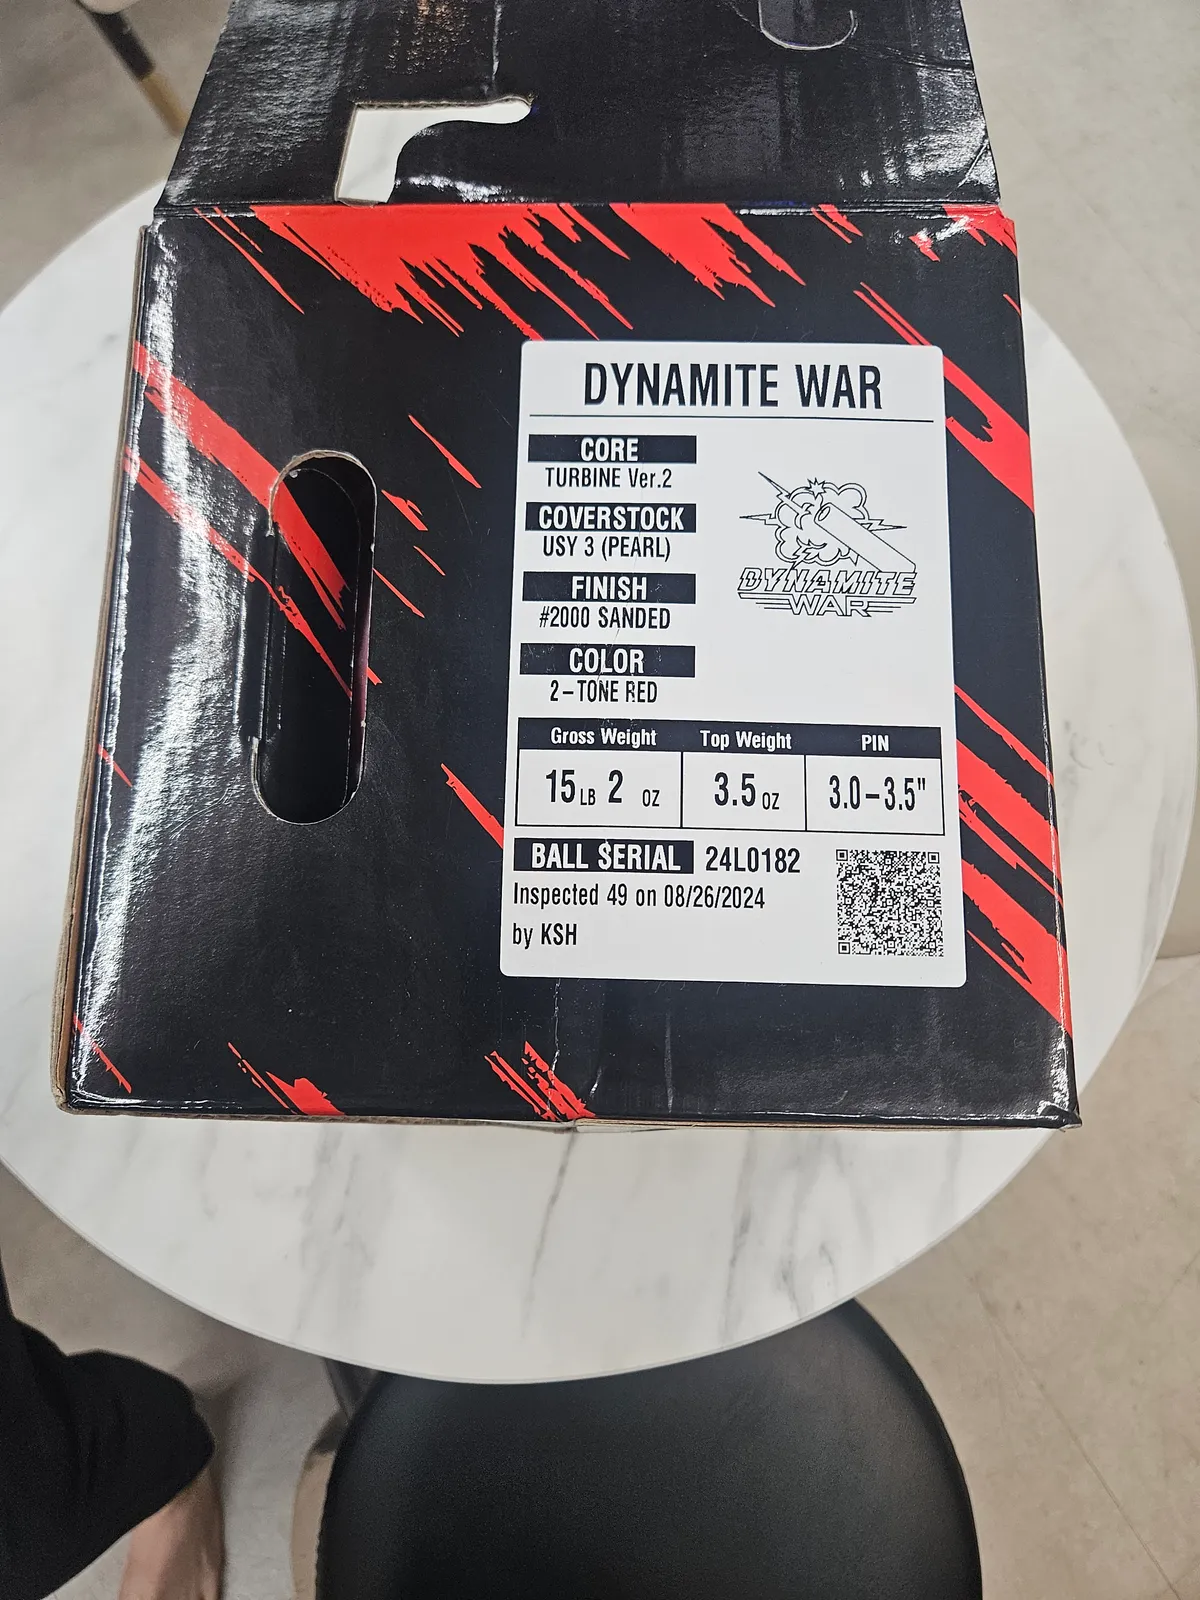 DYNAMITE WAR
CORE
TURBINE Ver.2
COVERSTOCK
USY 3 (PEARL)
FINISH
#2000 SANDED
COLOR
2-TONE RED
DYNAMITE
WAR
Gross Weight Top Weight PIN
15 LB 2 OZ 3.5 OZ 3.0-3.5"
BALL SERIAL 24L0182
Inspected 49 on 08/26/2024
by KSH